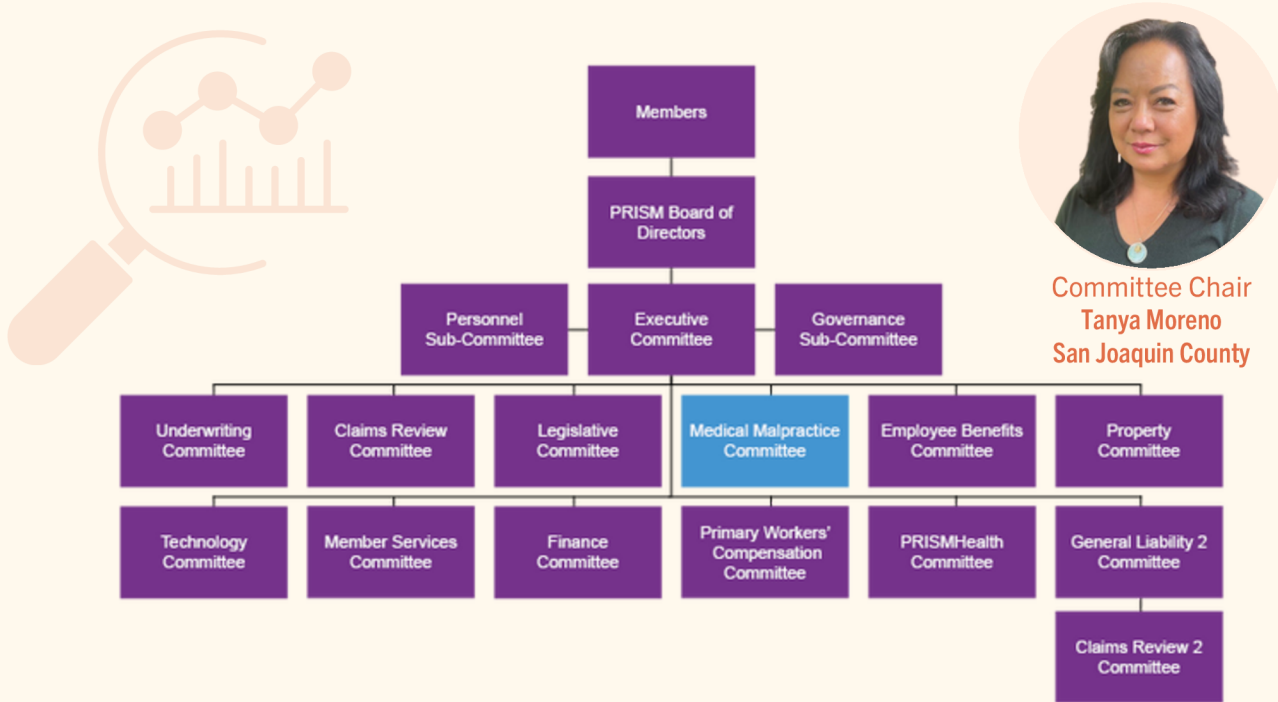 Members
PRISM Board of
Directors
Personnel
Sub-Committee
Executive
Committee
Governance
Sub-Committee
Committee Chair
Tanya Moreno
San Joaquin County
Underwriting
Committee
Claims Review
Committee
Legislative
Committee
Medical Malpractice
Committee
Employee Benefits
Committee
Property
Committee
Technology
Committee
Member Services
Committee
Finance
Committee
Primary Workers'
Compensation
Committee
PRISMHealth
Committee
General Liability 2
Committee
Claims Review 2
Committee